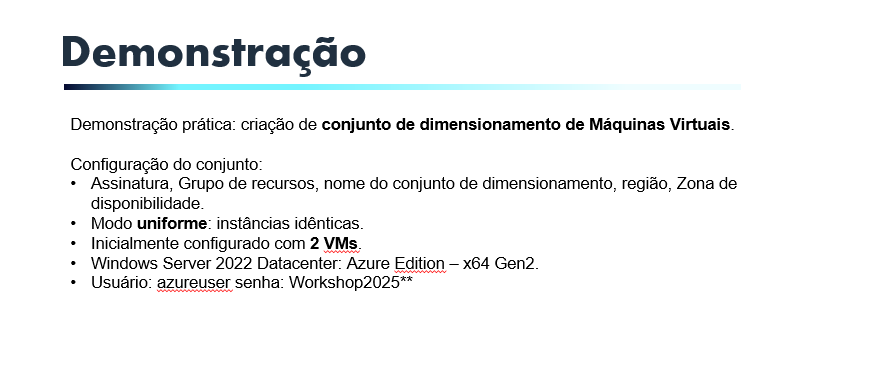 Demonstração
Demonstração prática: criação de conjunto de dimensionamento de Máquinas Virtuais.
Configuração do conjunto:
• Assinatura, Grupo de recursos, nome do conjunto de dimensionamento, região, Zona de
disponibilidade.
• Modo uniforme: instâncias idênticas.
• Inicialmente configurado com 2 VMs.
• Windows Server 2022 Datacenter: Azure Edition – x64 Gen2.
• Usuário: azureuser senha: Workshop2025**